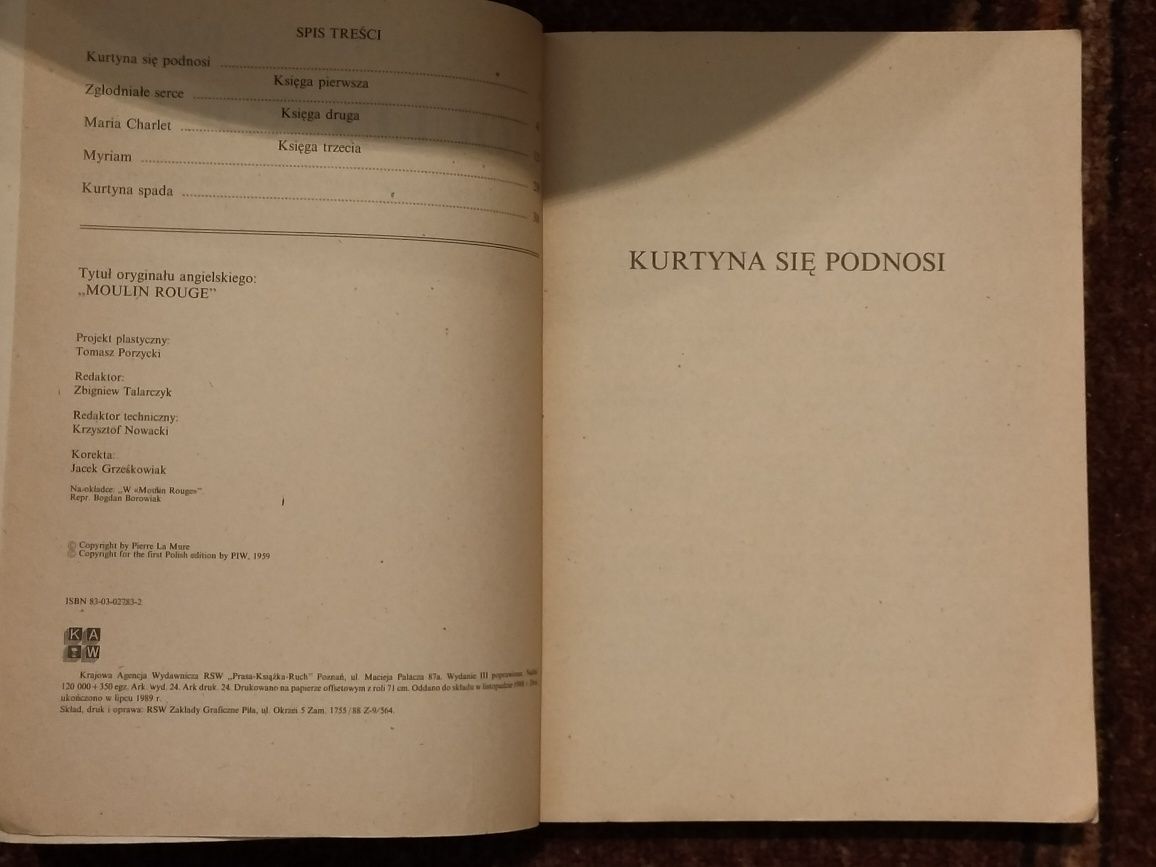 SPIS TREŚCI
Kurtyna się podnosi
Księga pierwsza
Zgłodniałe serce
Księga druga
Maria Charlet
Księga trzecia
Myriam
Kurtyna spada
Tytuł oryginału angielskiego:
„MOULIN ROUGE”
Projekt plastyczny:
Tomasz Porzycki
Redaktor:
Zbigniew Talarczyk
Redaktor techniczny:
Krzysztof Nowacki
Korekta:
Jacek Grześkowiak
Na okładce: „W «Moulin Rouge»”
Repr. Bogdan Borowiak
© Copyright by Pierre La Mure
© Copyright for the first Polish edition by PIW, 1959
ISBN 83-03-02783-2
K A
W
Krajowa Agencja Wydawnicza RSW „Prasa-Książka-Ruch” Poznań, ul. Macieja Palacza 87a. Wydanie III poprawione.
120 000 + 350 egz. Ark. wyd. 24. Ark druk. 24. Drukowano na papierze offsetowym z roli 71 cm. Oddano do składu w listopadzie 1988 r.
ukończono w lipcu 1989 r.
Skład, druk i oprawa: RSW Zakłady Graficzne Piła, ul. Okrzei 5 Zam. 1755/88 Z-9/564.
KURTYNA SIĘ PODNOSI